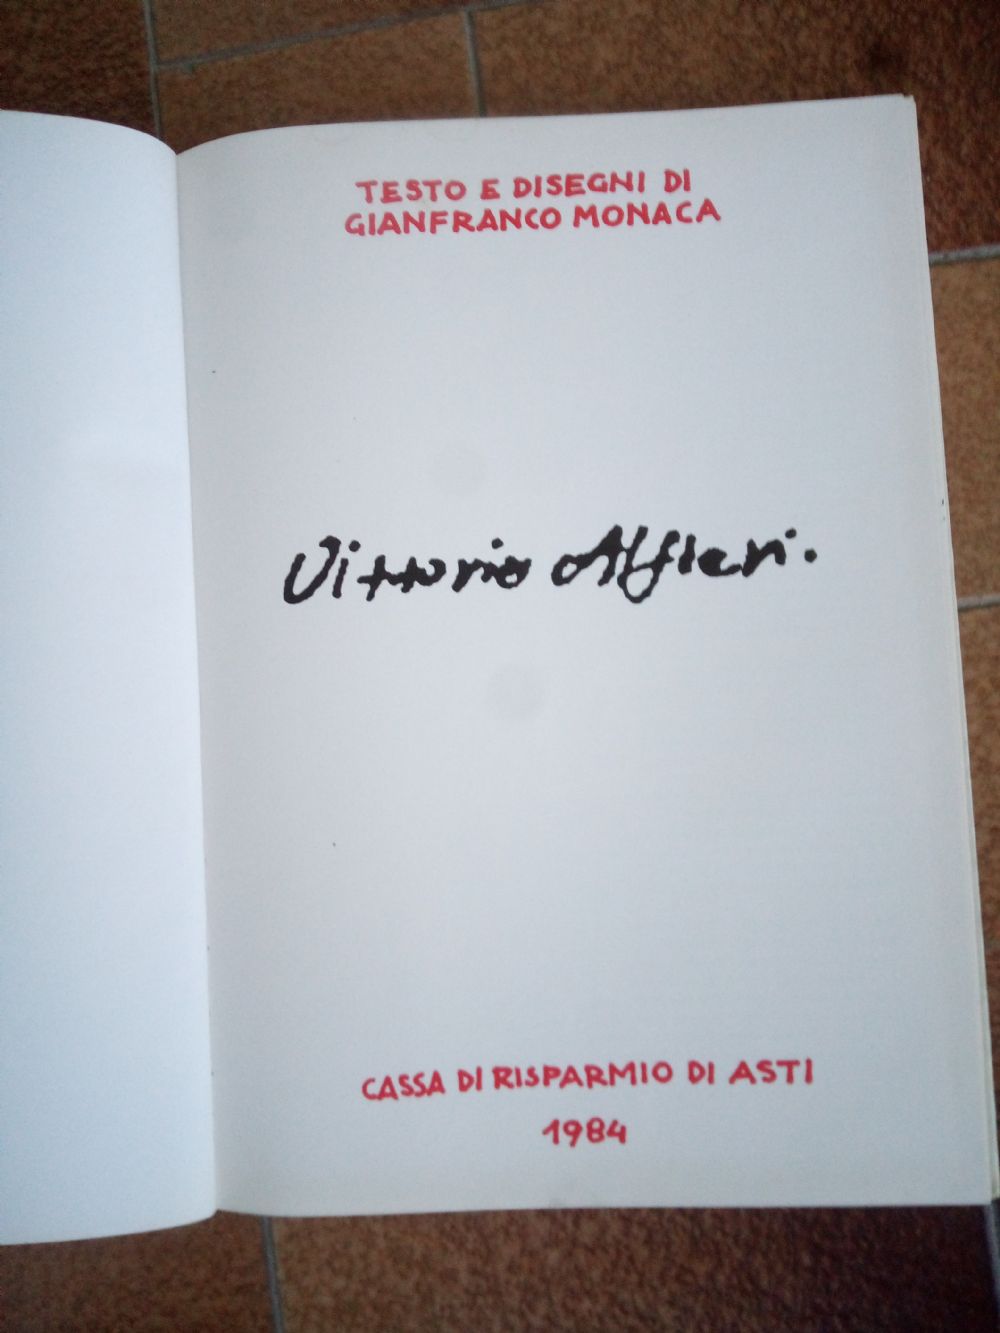 TESTO E DISEGNI DI
GIANFRANCO MONACA
Vittorio Alfieri.
CASSA DI RISPARMIO DI ASTI
1984